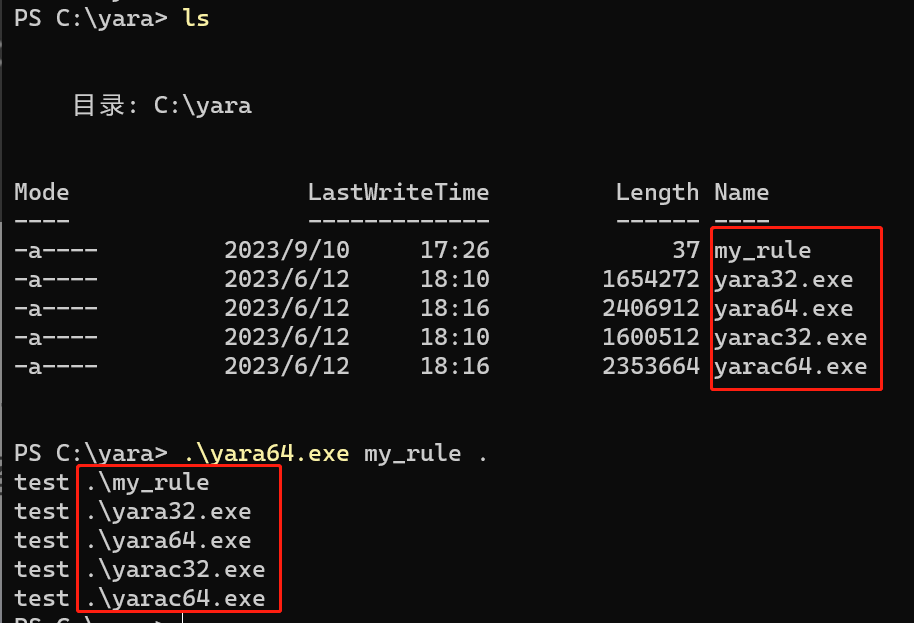 PS C:\yara> ls
目录: C:\yara
Mode LastWriteTime Length Name
---- ------------- ------ ----
-a---- 2023/9/10 17:26 37 my_rule
-a---- 2023/6/12 18:10 1654272 yara32.exe
-a---- 2023/6/12 18:16 2406912 yara64.exe
-a---- 2023/6/12 18:10 1600512 yarac32.exe
-a---- 2023/6/12 18:16 2353664 yarac64.exe
PS C:\yara> .\yara64.exe my_rule .
test .\my_rule
test .\yara32.exe
test .\yara64.exe
test .\yarac32.exe
test .\yarac64.exe